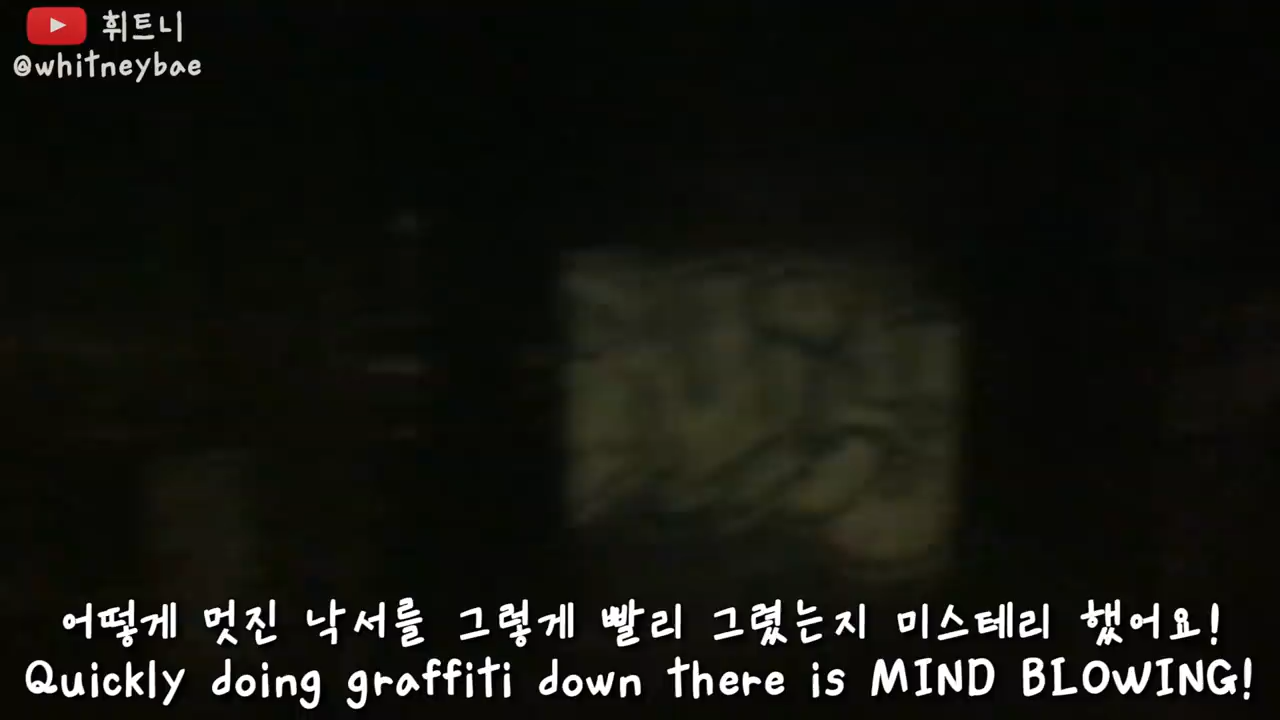 휘트니
@whitneybae
어떻게 멋진 낙서를 그렇게 빨리 그렸는지 미스테리 했어요!
Quickly doing graffiti down there is MIND BLOWING!